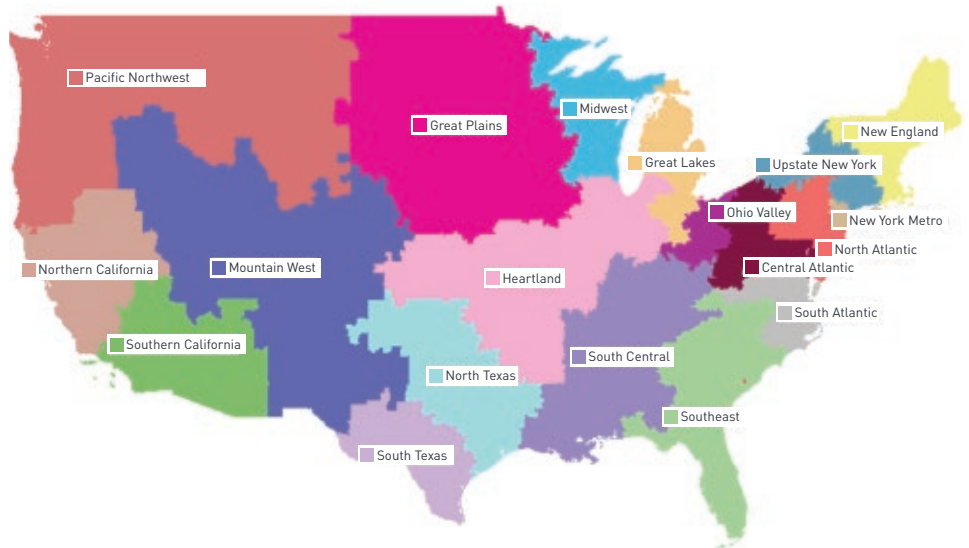 Pacific Northwest
Great Plains
Midwest
New England
Great Lakes
Upstate New York
Ohio Valley
New York Metro
North Atlantic
Central Atlantic
Northern California
Mountain West
Heartland
South Atlantic
Southern California
South Central
North Texas
Southeast
South Texas